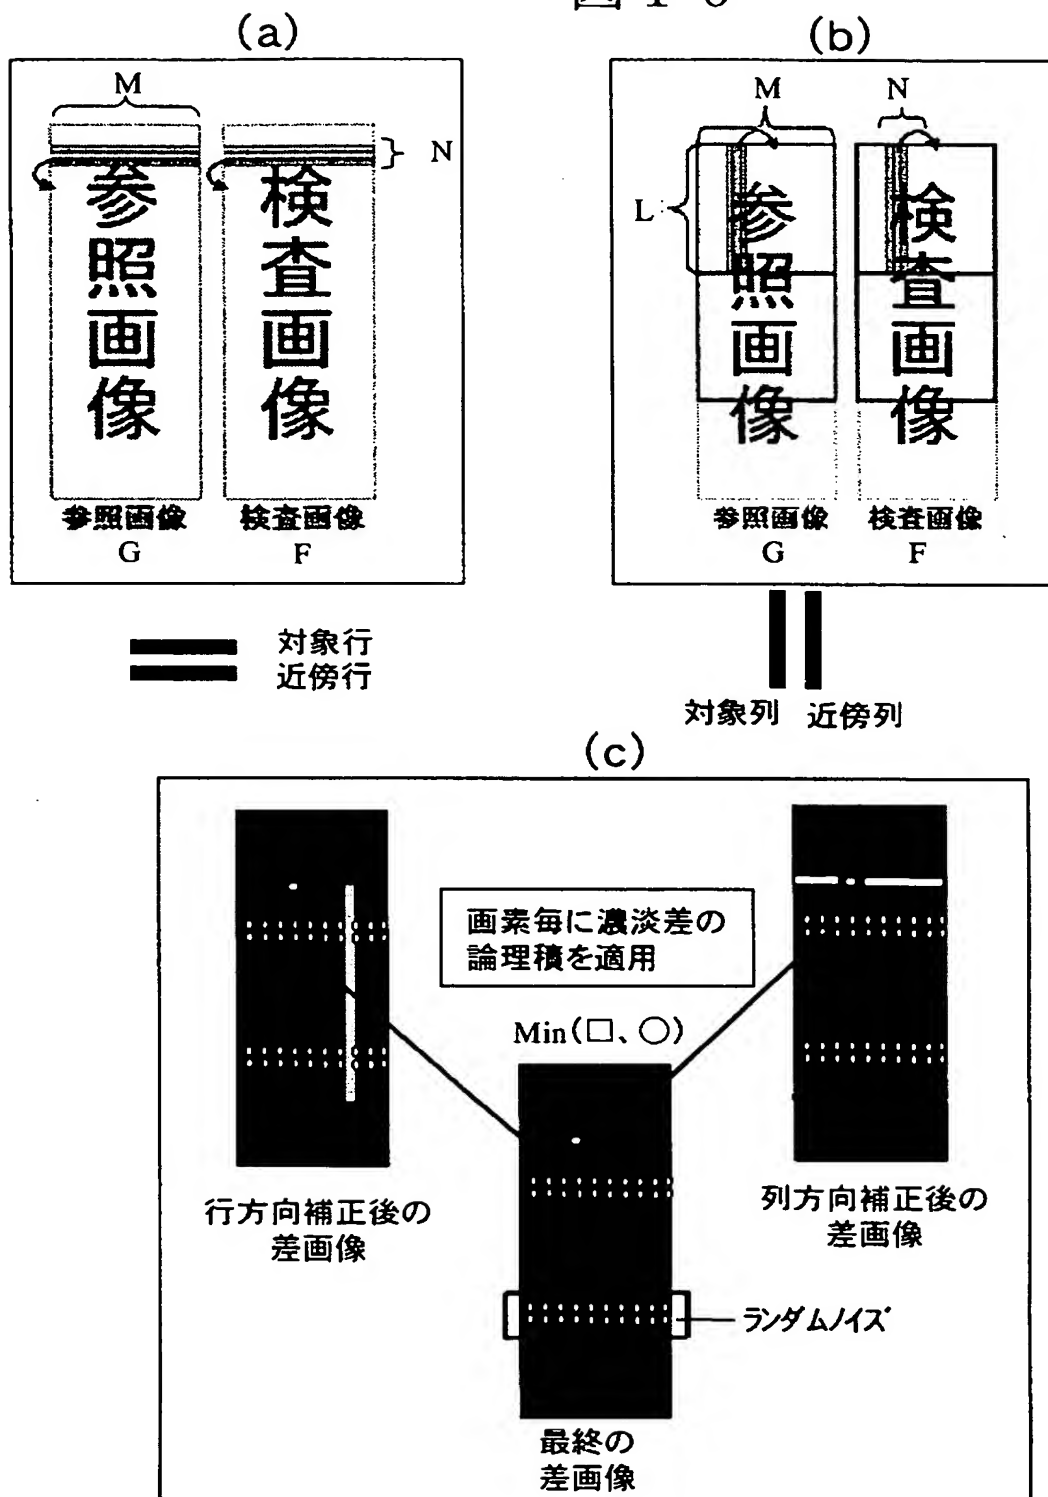 (a)
M
N
参照画像
検査画像
参照画像
検査画像
G
F
対象行
近傍行
(b)
M
N
L
参照画像
検査画像
参照画像
検査画像
G
F
対象列
近傍列
(c)
画素毎に濃淡差の
論理積を適用
Min(□、○)
行方向補正後の
差画像
列方向補正後の
差画像
ランダムノイズ
最終の
差画像